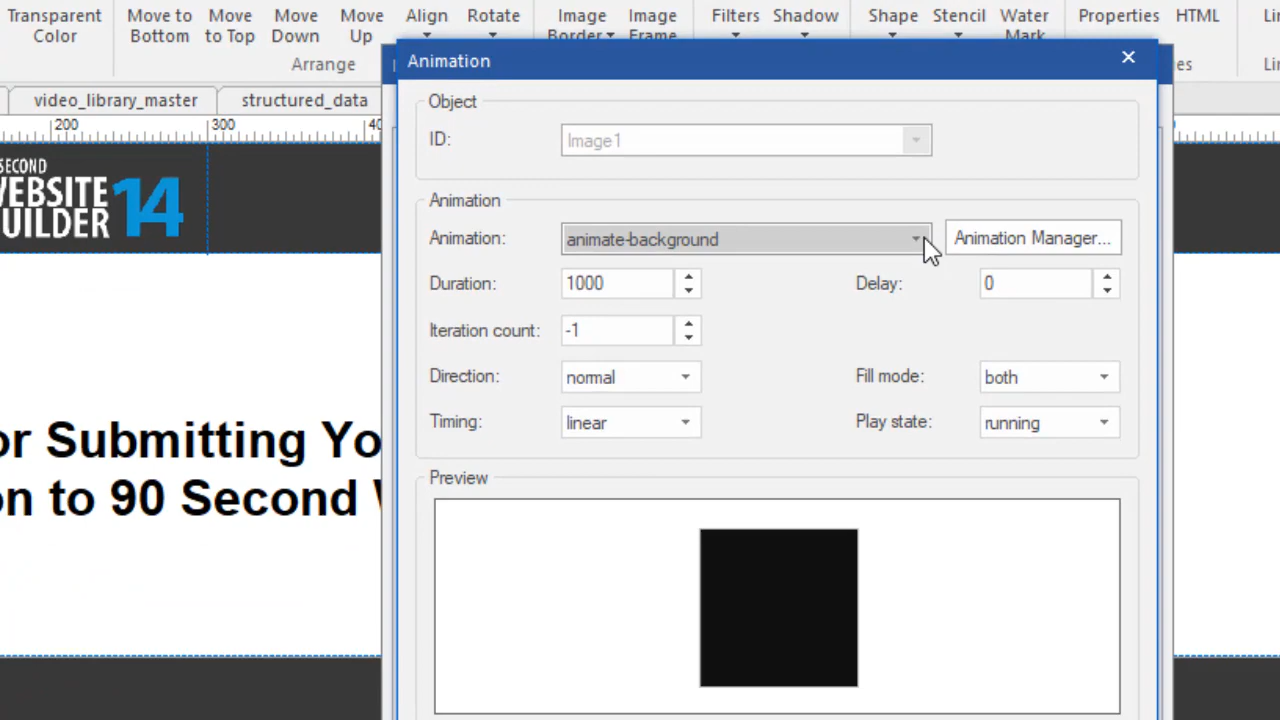 Transparent Color
Move to Bottom
Move to Top
Move Down
Move Up
Align
Rotate
Image Border
Image Frame
Filters
Shadow
Shape
Stencil
Water Mark
Properties
HTML
Arrange
video_library_master
structured_data
200
300
SECOND
WEBSITE
BUILDER
14
or Submitting Yo
on to 90 Second
Animation
Object
ID: Image1
Animation
Animation: animate-background Animation Manager...
Duration: 1000 Delay: 0
Iteration count: -1
Direction: normal Fill mode: both
Timing: linear Play state: running
Preview